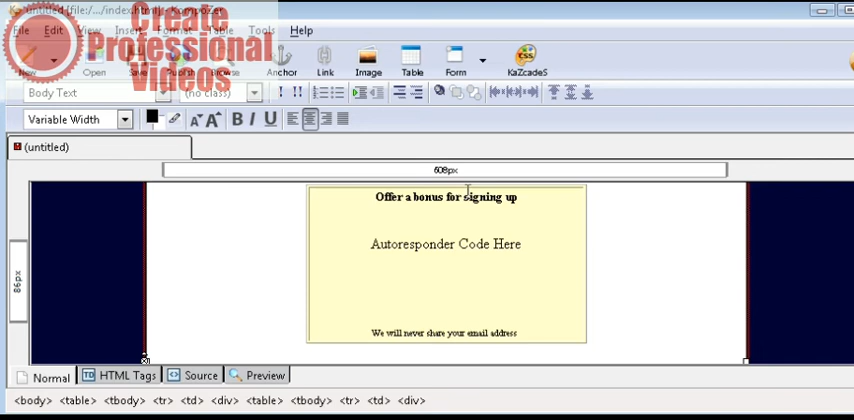 (untitled) [file:/.../index.html] - KompoZer
Create
Professional
Videos
File Edit View Insert Format Table Tools Help
New Open Save Publish Browse Anchor Link Image Table Form KaZcadeS
Body Text (no class)
Variable Width A A B I U
(untitled)
608px
86px
Offer a bonus for signing up
Autoresponder Code Here
We will never share your email address
Normal TD HTML Tags <> Source Preview
<body> <table> <tbody> <tr> <td> <div> <table> <tbody> <tr> <td> <div>